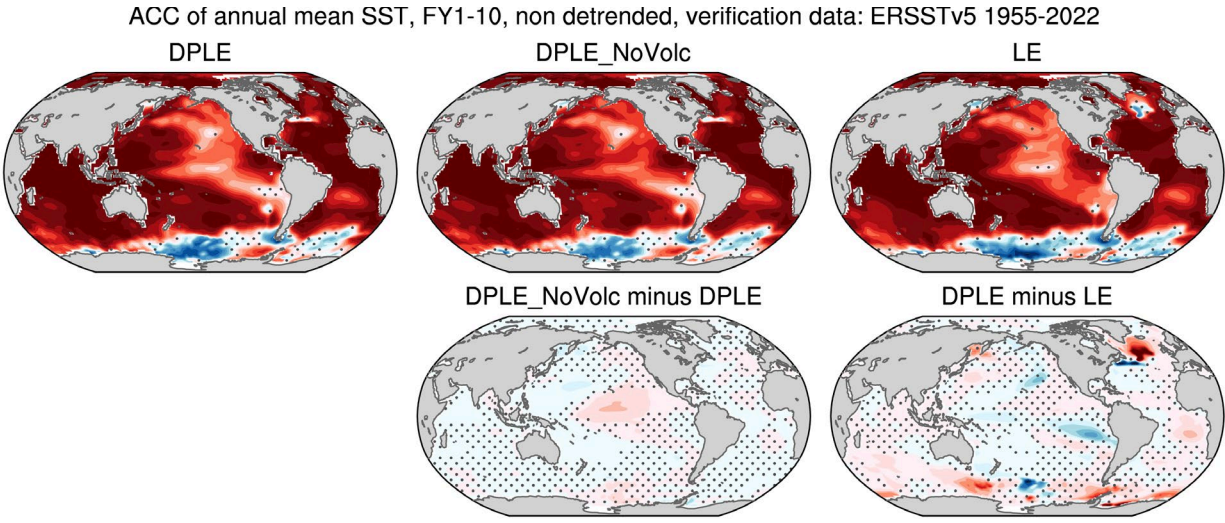 ACC of annual mean SST, FY1-10, non detrended, verification data: ERSSTv5 1955-2022
DPLE
DPLE_NoVolc
LE
DPLE_NoVolc minus DPLE
DPLE minus LE